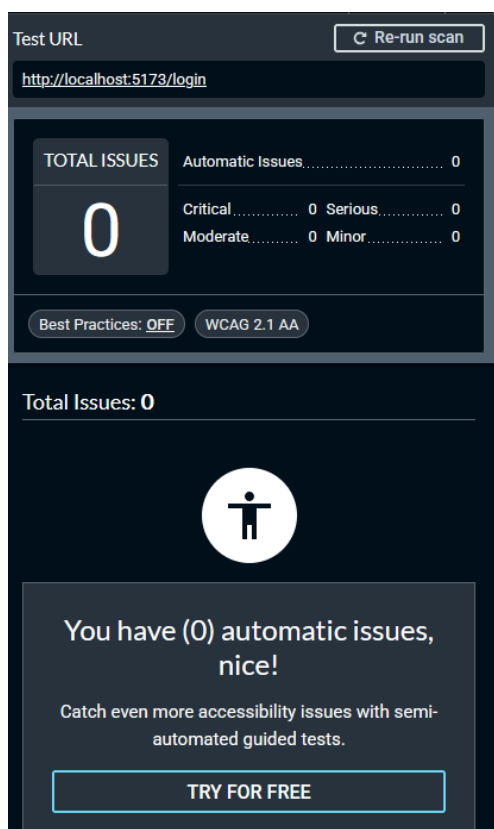 Test URL
Re-run scan
http://localhost:5173/login
TOTAL ISSUES
0
Automatic Issues 0
Critical 0 Serious 0
Moderate 0 Minor 0
Best Practices: OFF
WCAG 2.1 AA
Total Issues: 0
You have (0) automatic issues,
nice!
Catch even more accessibility issues with semi-
automated guided tests.
TRY FOR FREE